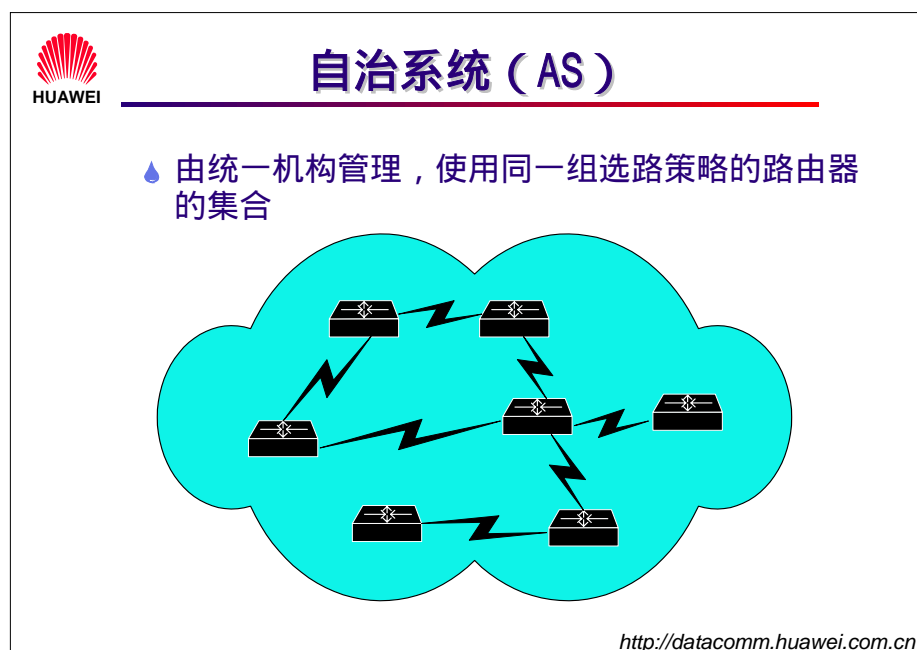 自治系统（AS）
HUAWEI
由统一机构管理，使用同一组选路策略的路由器
的集合
http://datacomm.huawei.com.cn